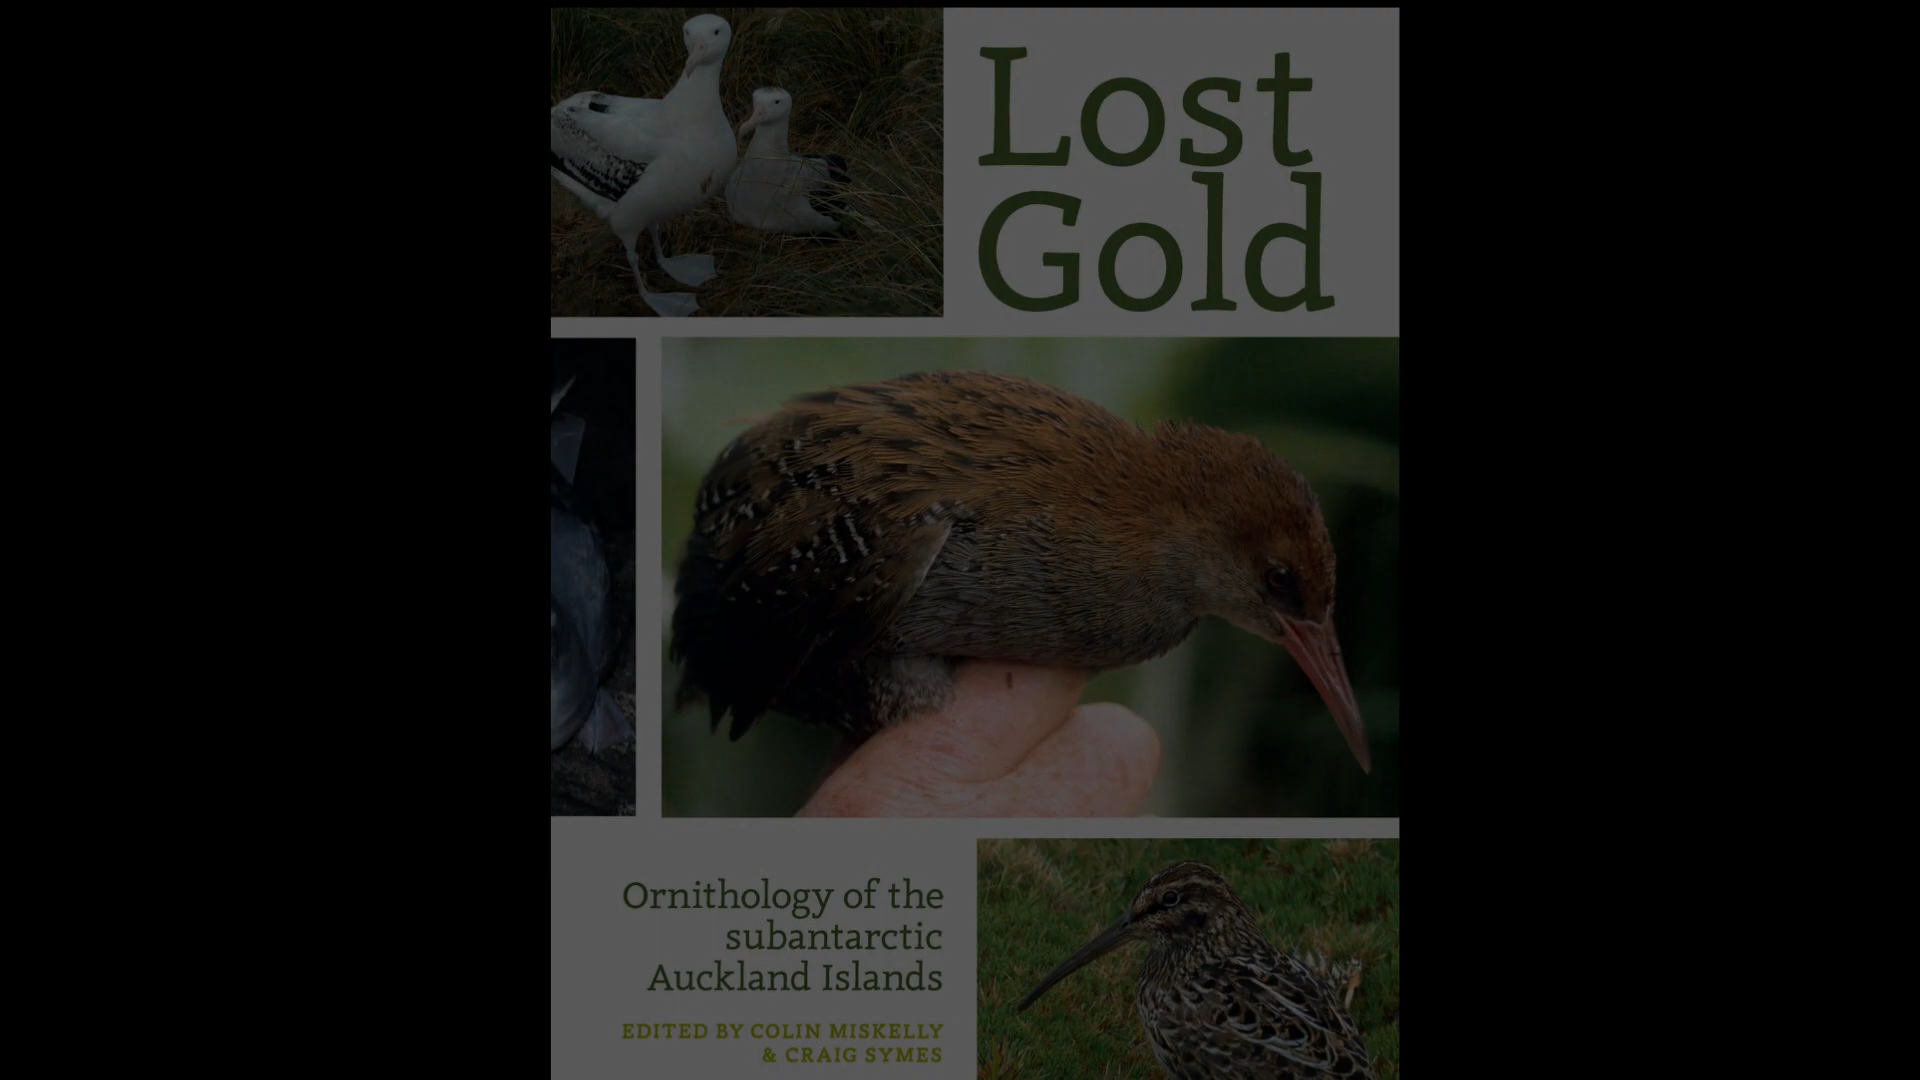 Lost
Gold
Ornithology of the
subantarctic
Auckland Islands
EDITED BY COLIN MISKELLY
& CRAIG SYMES